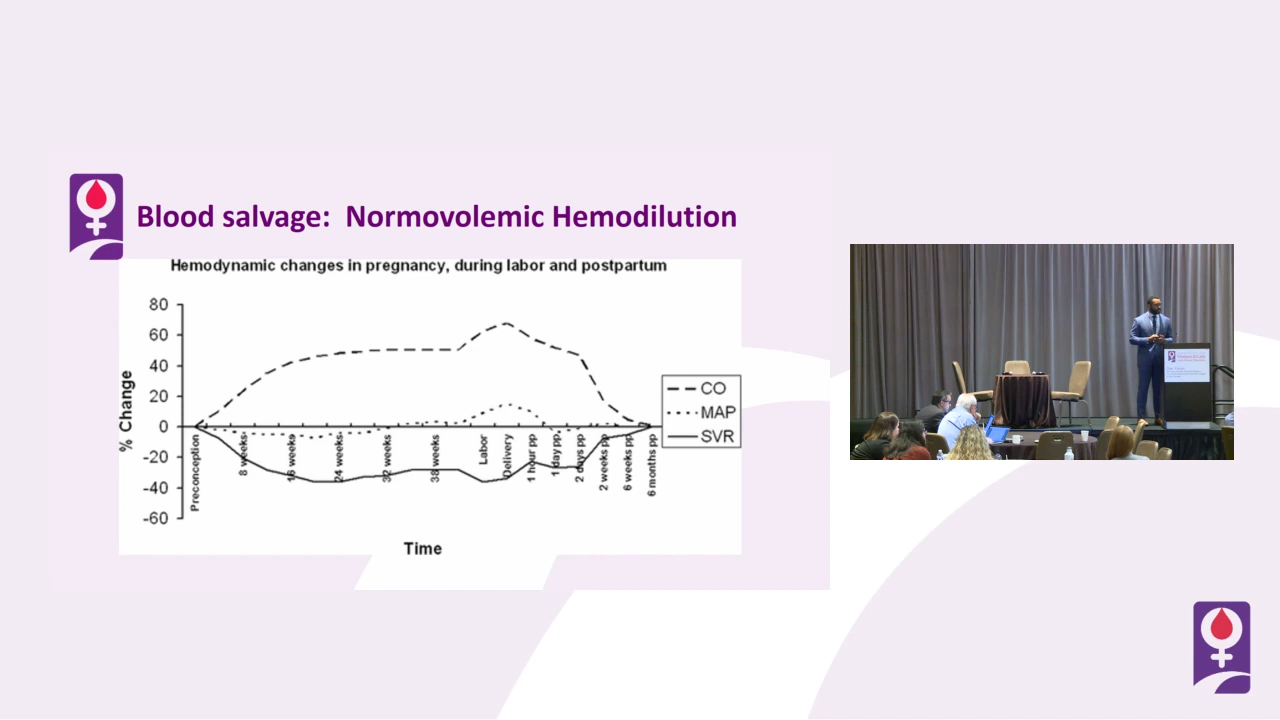 Blood salvage: Normovolemic Hemodilution
Hemodynamic changes in pregnancy, during labor and postpartum
80
60
40
20
0
-20
-40
-60
% Change
Preconception
8 weeks
16 weeks
24 weeks
32 weeks
38 weeks
Labor
Delivery
1 hour pp
1 day pp
2 days pp
2 weeks pp
6 weeks pp
6 months pp
Time
CO
MAP
SVR